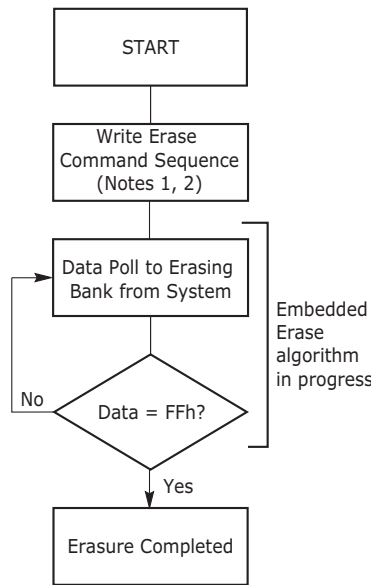 START
Write Erase
Command Sequence
(Notes 1, 2)
Data Poll to Erasing
Bank from System
Embedded
Erase
algorithm
in progress
No
Data = FFh?
Yes
Erasure Completed